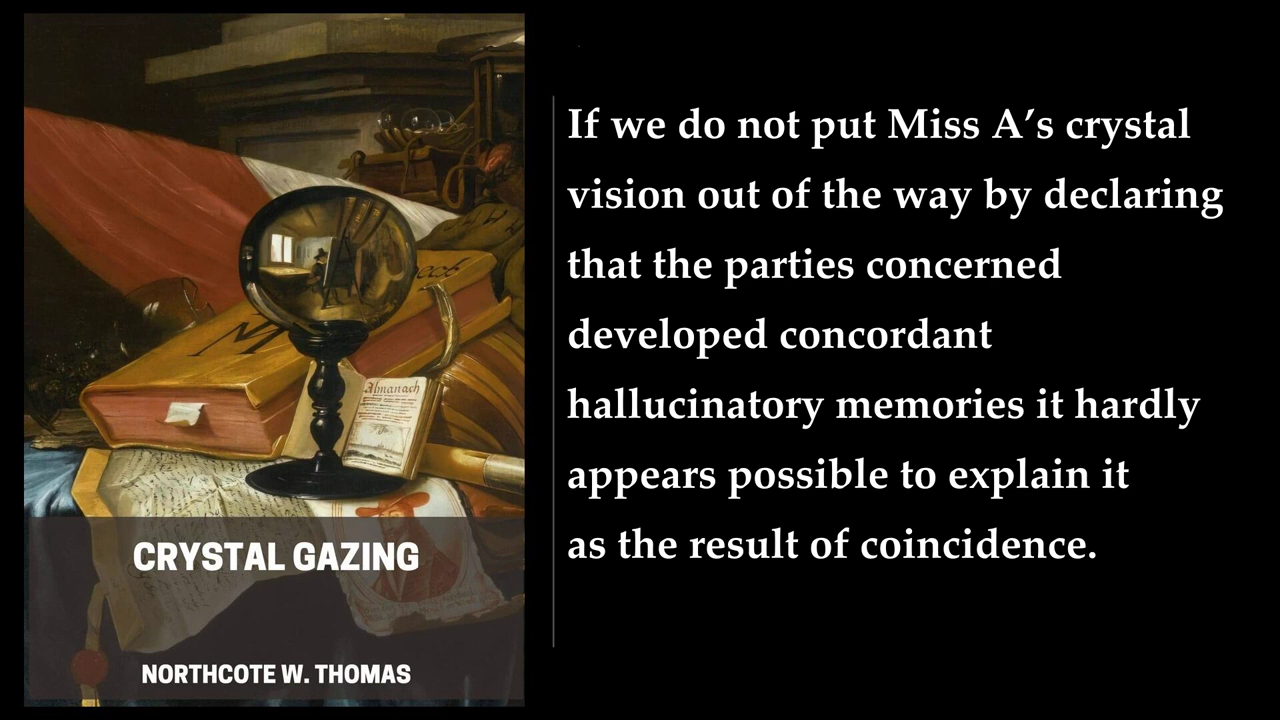 M
eeck
Almanach
CRYSTAL GAZING
NORTHCOTE W. THOMAS
If we do not put Miss A’s crystal
vision out of the way by declaring
that the parties concerned
developed concordant
hallucinatory memories it hardly
appears possible to explain it
as the result of coincidence.